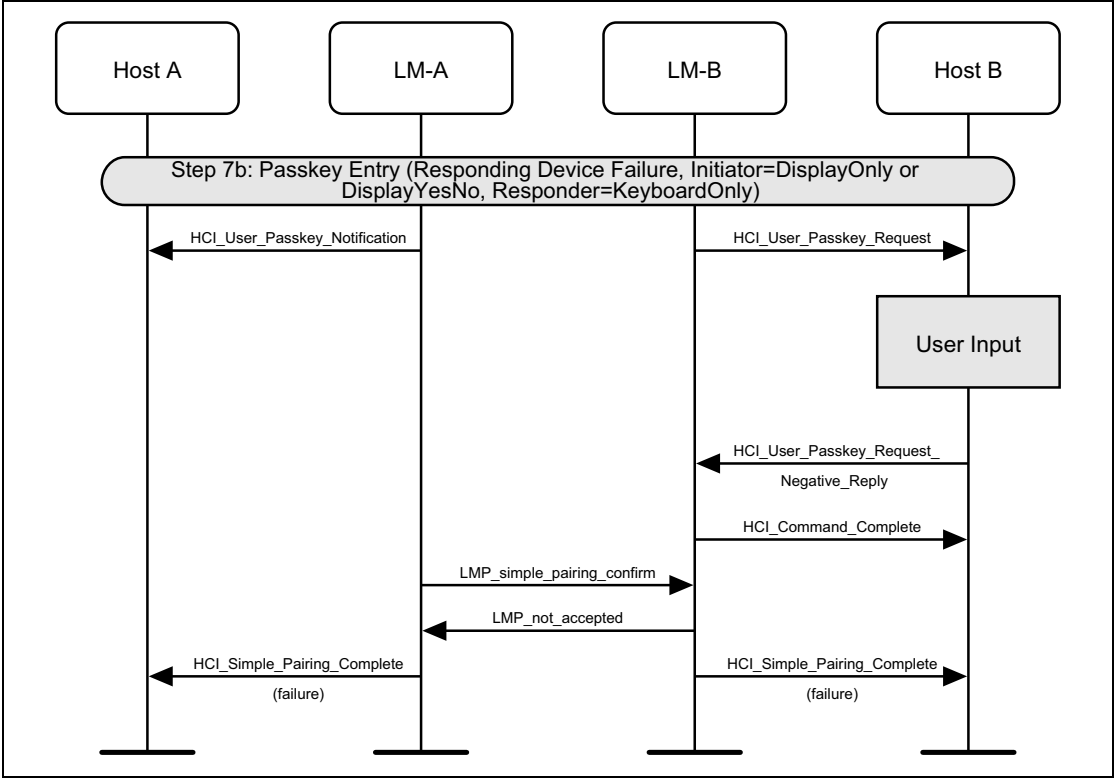 Host A
LM-A
LM-B
Host B
Step 7b: Passkey Entry (Responding Device Failure, Initiator=DisplayOnly or
DisplayYesNo, Responder=KeyboardOnly)
HCI_User_Passkey_Notification
HCI_User_Passkey_Request
User Input
HCI_User_Passkey_Request_
Negative_Reply
HCI_Command_Complete
LMP_simple_pairing_confirm
LMP_not_accepted
HCI_Simple_Pairing_Complete
(failure)
HCI_Simple_Pairing_Complete
(failure)